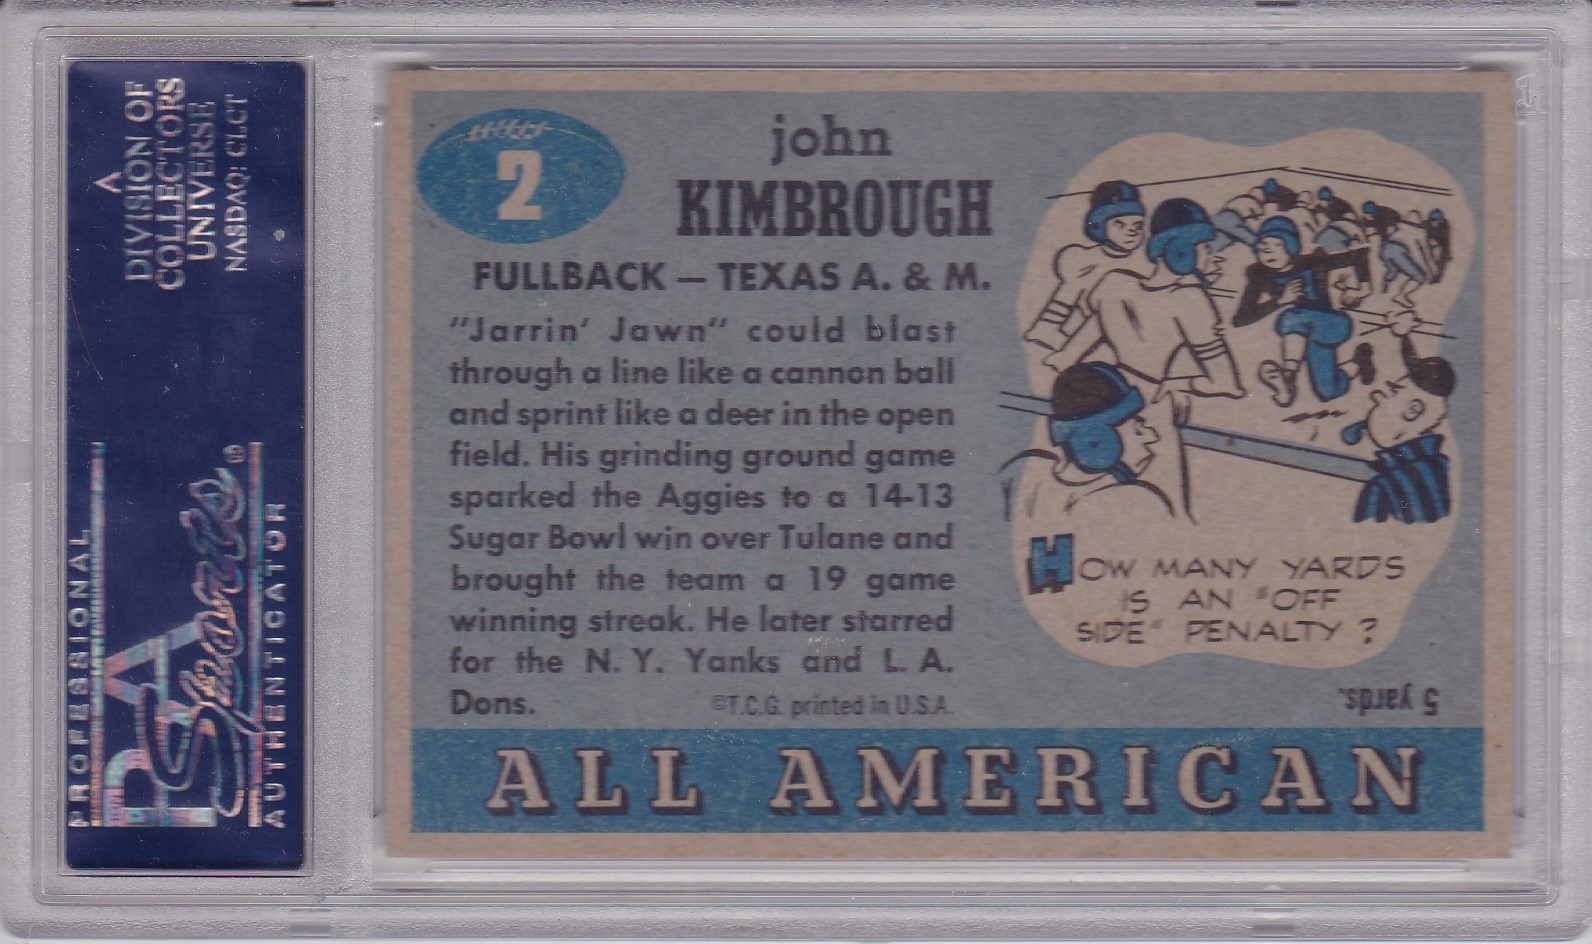 A
DIVISION OF
COLLECTORS
UNIVERSE
NASDAQ: CLCT
PROFESSIONAL
PSA
Sports
®
AUTHENTICATOR
2
john
KIMBROUGH
FULLBACK — TEXAS A. & M.
"Jarrin' Jawn" could blast
through a line like a cannon ball
and sprint like a deer in the open
field. His grinding ground game
sparked the Aggies to a 14-13
Sugar Bowl win over Tulane and
brought the team a 19 game
winning streak. He later starred
for the N. Y. Yanks and L. A.
Dons.
©T.C.G. printed in U.S.A.
HOW MANY YARDS
IS AN "OFF
SIDE" PENALTY ?
5 yards.
ALL AMERICAN